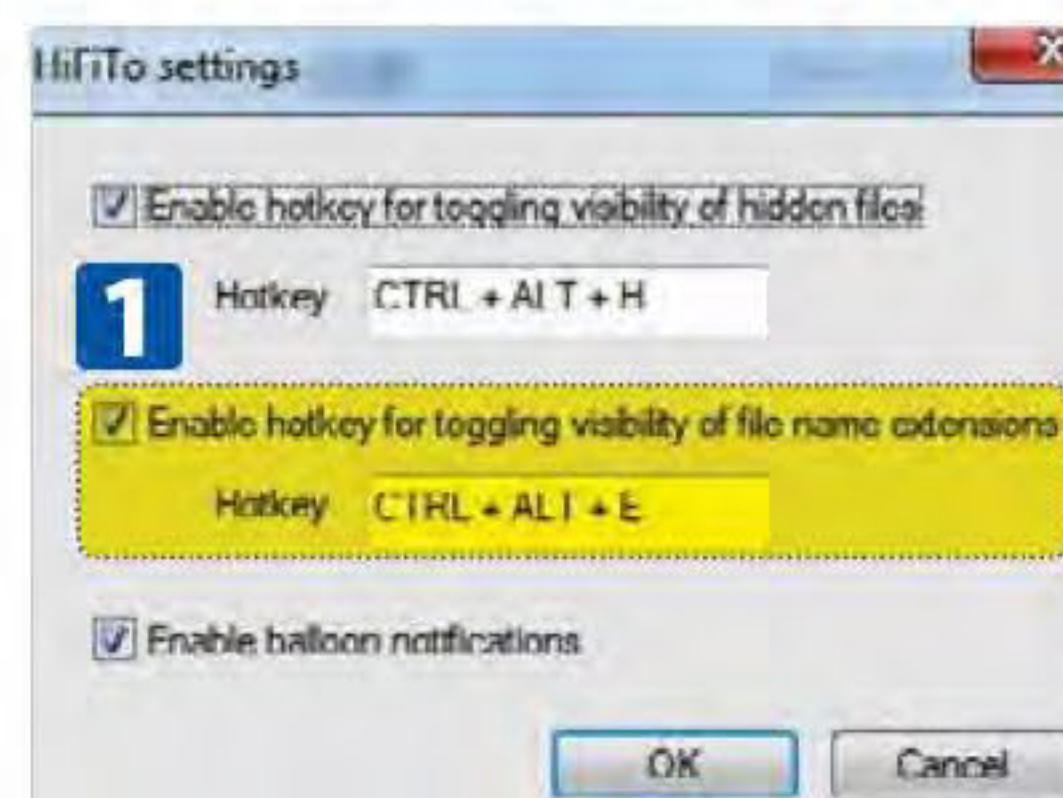 HiFiTo settings
Enable hotkey for toggling visibility of hidden files
1
Hotkey CTRL + ALT + H
Enable hotkey for toggling visibility of file name extensions
Hotkey CTRL + ALT + E
Enable balloon notifications
OK Cancel